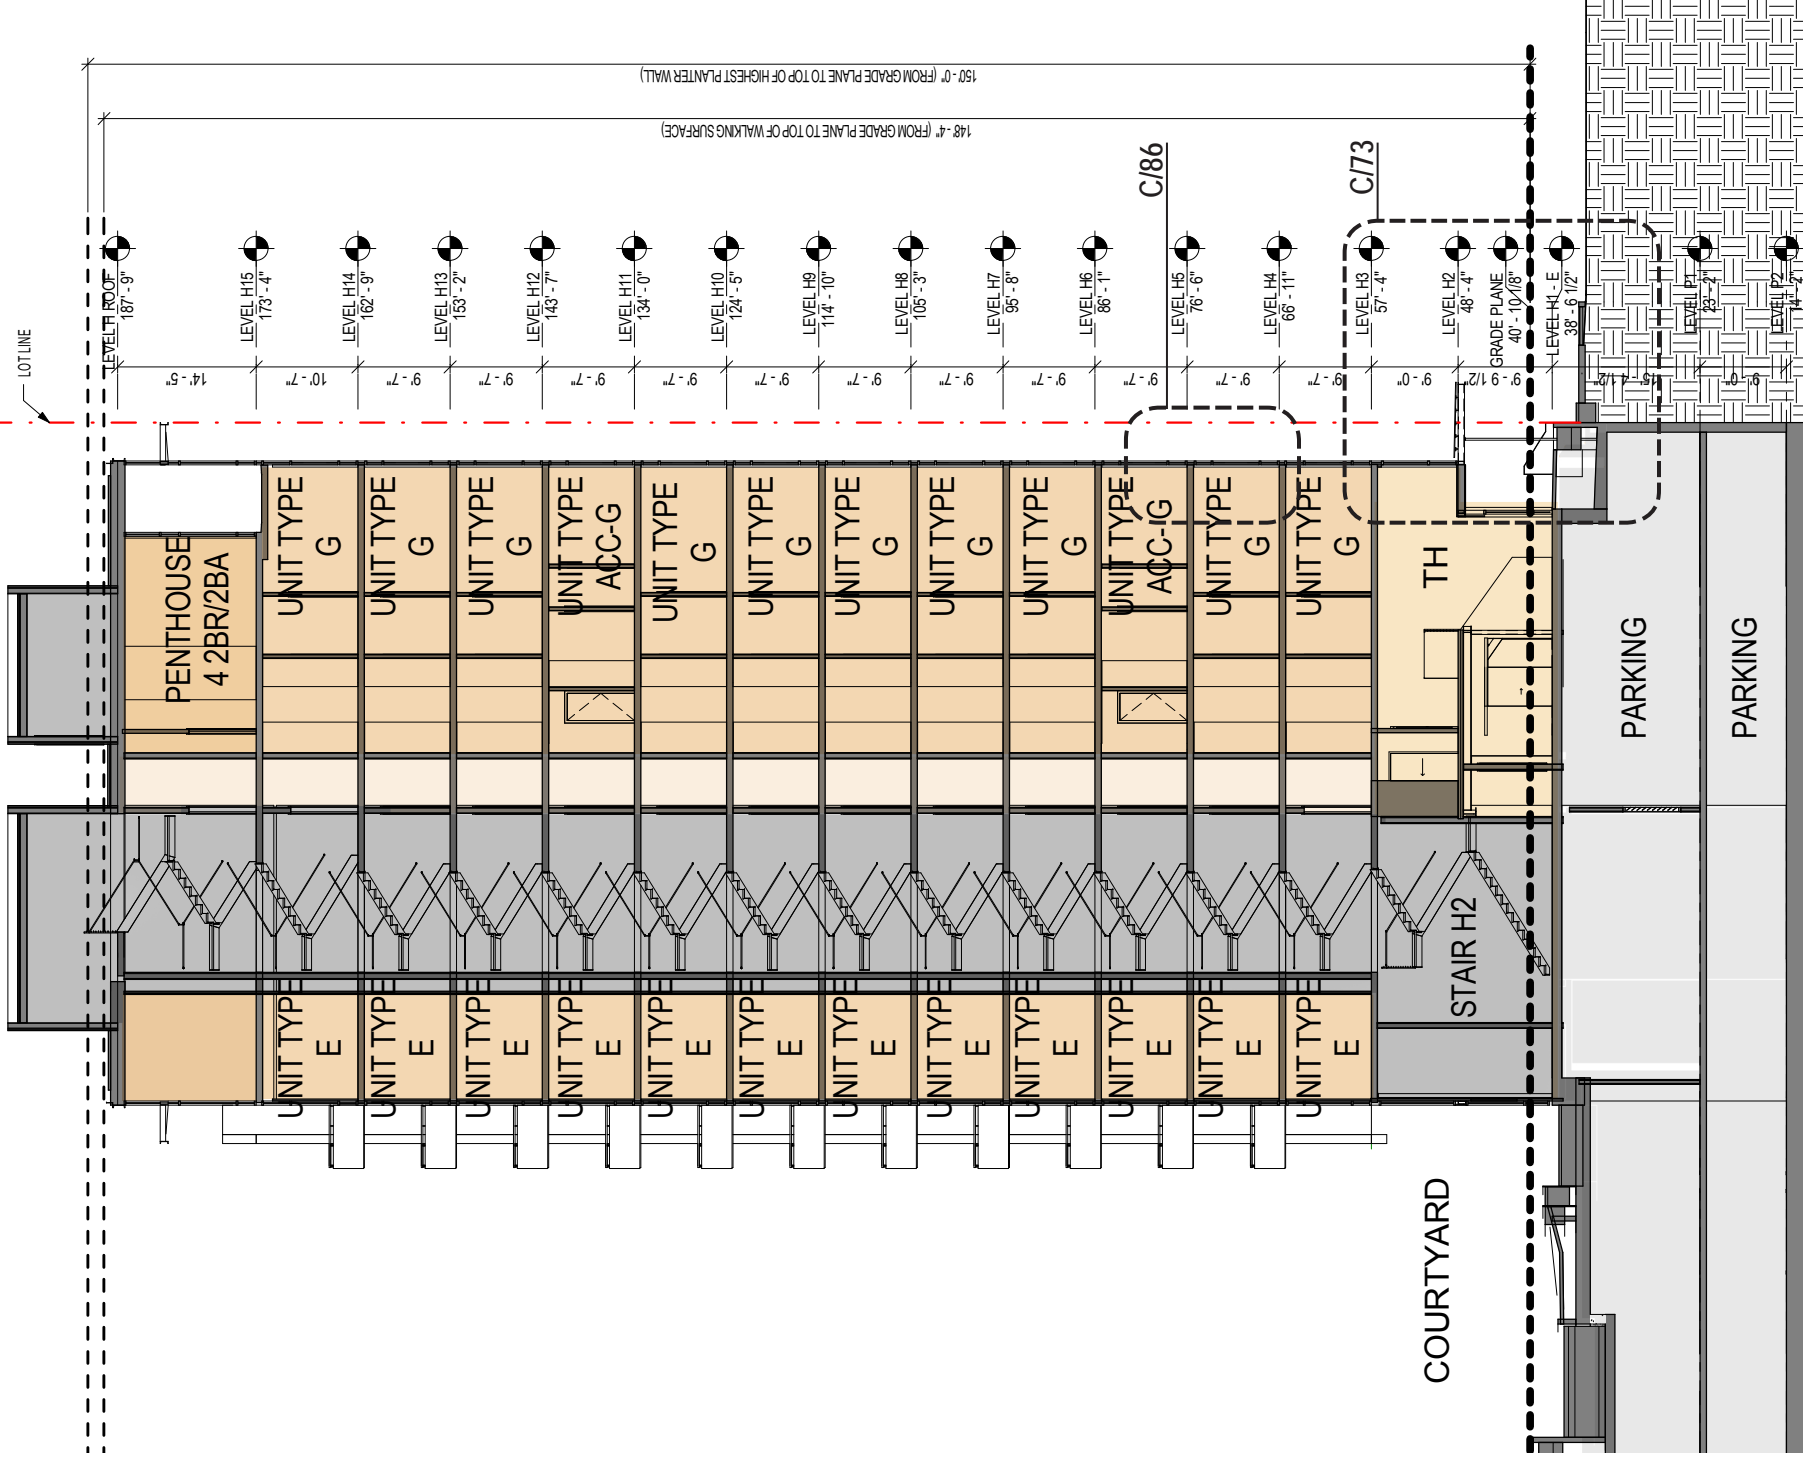 LOT LINE
150' - 0" (FROM GRADE PLANE TO TOP OF HIGHEST PLANTER WALL)
148' - 4" (FROM GRADE PLANE TO TOP OF WALKING SURFACE)
C/86
C/73
LEVEL H ROOF
187' - 9"
LEVEL H15
173' - 4"
LEVEL H14
162' - 9"
LEVEL H13
153' - 2"
LEVEL H12
143' - 7"
LEVEL H11
134' - 0"
LEVEL H10
124' - 5"
LEVEL H9
114' - 10"
LEVEL H8
105' - 3"
LEVEL H7
95' - 8"
LEVEL H6
86' - 1"
LEVEL H5
76' - 6"
LEVEL H4
66' - 11"
LEVEL H3
57' - 4"
LEVEL H2
48' - 4"
GRADE PLANE
40' - 10 1/8"
LEVEL H1 - E
38' - 6 1/2"
LEVEL P1
23' - 2"
LEVEL P2
14' - 2"
14' - 5"
10' - 7"
9' - 7"
9' - 7"
9' - 7"
9' - 7"
9' - 7"
9' - 7"
9' - 7"
9' - 7"
9' - 7"
9' - 7"
9' - 7"
9' - 0"
9' - 9 1/2"
15' - 4 1/2"
9' - 0"
PENTHOUSE
4 2BR/2BA
UNIT TYPE
G
UNIT TYPE
G
UNIT TYPE
G
UNIT TYPE
ACC-G
UNIT TYPE
G
UNIT TYPE
G
UNIT TYPE
G
UNIT TYPE
G
UNIT TYPE
G
UNIT TYPE
ACC-G
UNIT TYPE
G
UNIT TYPE
G
TH
PARKING
PARKING
STAIR H2
UNIT TYPE
E
UNIT TYPE
E
UNIT TYPE
E
UNIT TYPE
E
UNIT TYPE
E
UNIT TYPE
E
UNIT TYPE
E
UNIT TYPE
E
UNIT TYPE
E
UNIT TYPE
E
UNIT TYPE
E
UNIT TYPE
E
COURTYARD